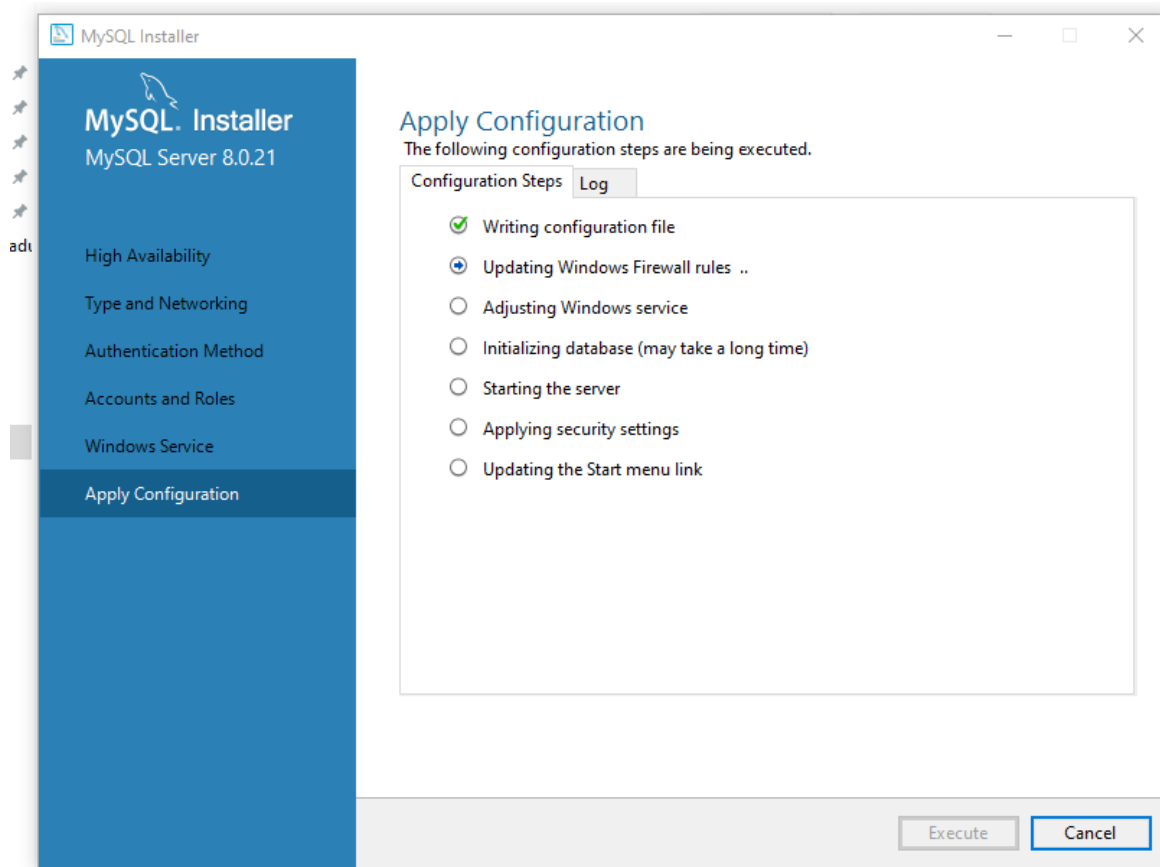 MySQL Installer
MySQL. Installer
MySQL Server 8.0.21
adu
High Availability
Type and Networking
Authentication Method
Accounts and Roles
Windows Service
Apply Configuration
Apply Configuration
The following configuration steps are being executed.
Configuration Steps
Log
Writing configuration file
Updating Windows Firewall rules ..
Adjusting Windows service
Initializing database (may take a long time)
Starting the server
Applying security settings
Updating the Start menu link
Execute
Cancel